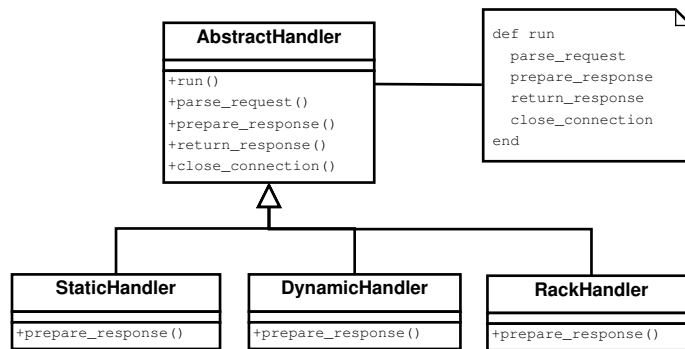 AbstractHandler
+run()
+parse_request()
+prepare_response()
+return_response()
+close_connection()
def run
parse_request
prepare_response
return_response
close_connection
end
StaticHandler
+prepare_response()
DynamicHandler
+prepare_response()
RackHandler
+prepare_response()